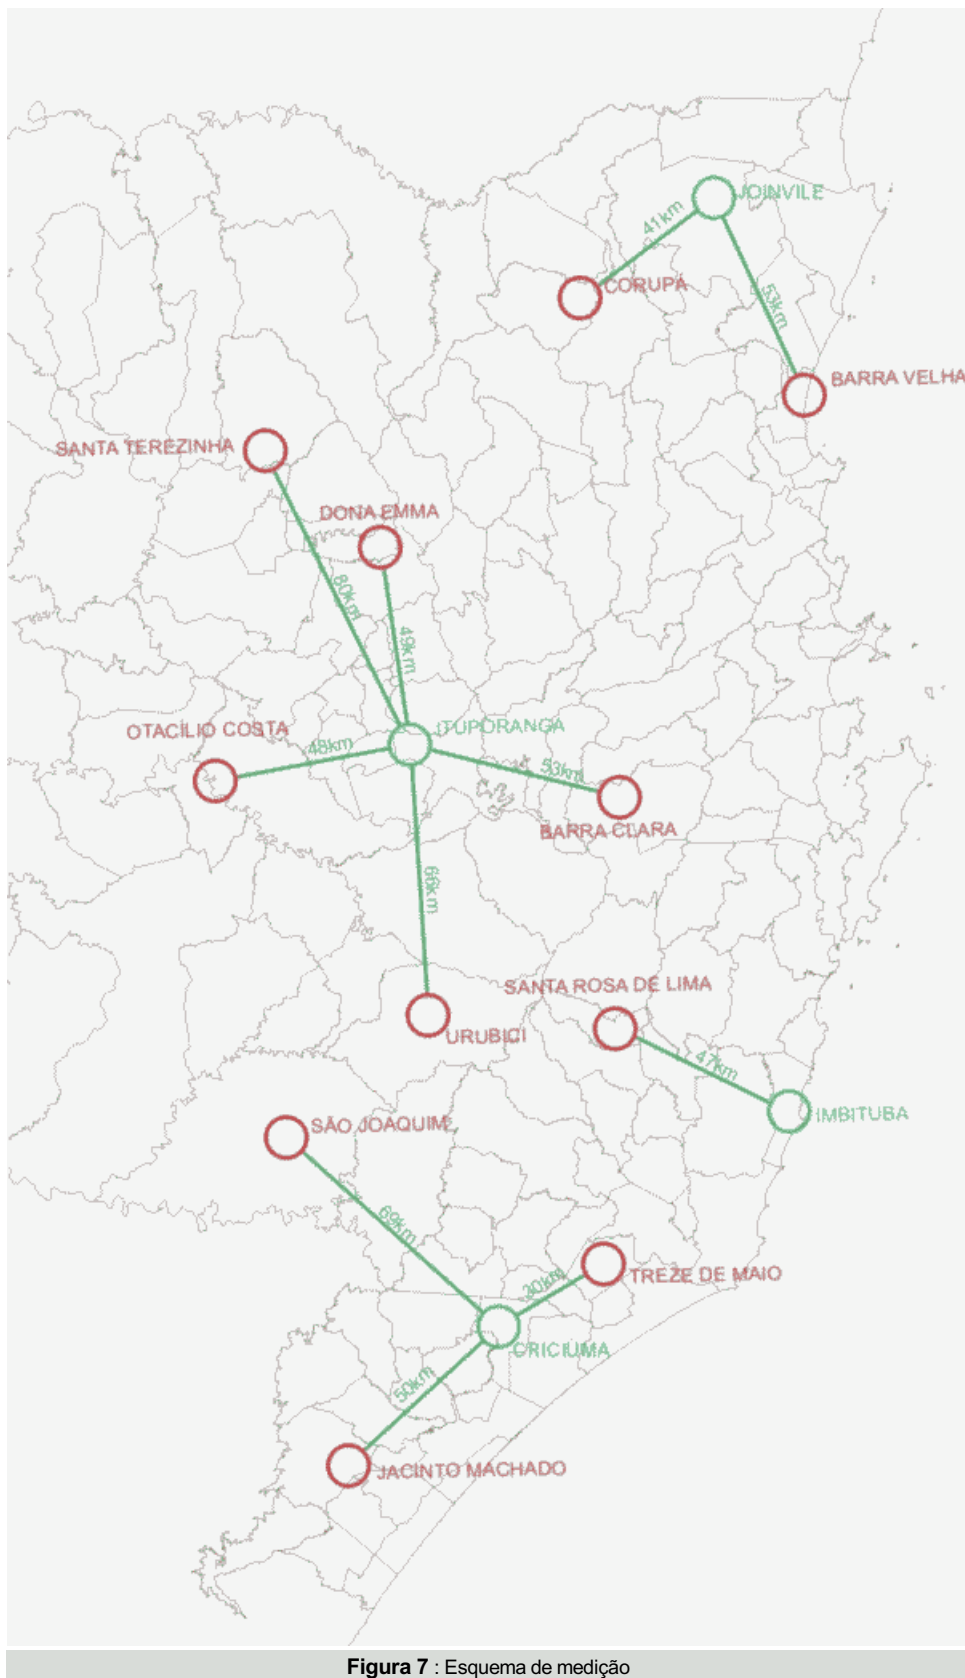 JOINVILE
41km
CORUPÁ
53km
BARRA VELHA
SANTA TEREZINHA
DONA EMMA
80km
49km
OTACÍLIO COSTA
ITUPORANGA
48km
53km
BARRA CLARA
66km
SANTA ROSA DE LIMA
URUBICI
47km
IMBITUBA
SÃO JOAQUIM
69km
TREZE DE MAIO
30km
CRICIUMA
50km
JACINTO MACHADO
Figura 7 : Esquema de medição